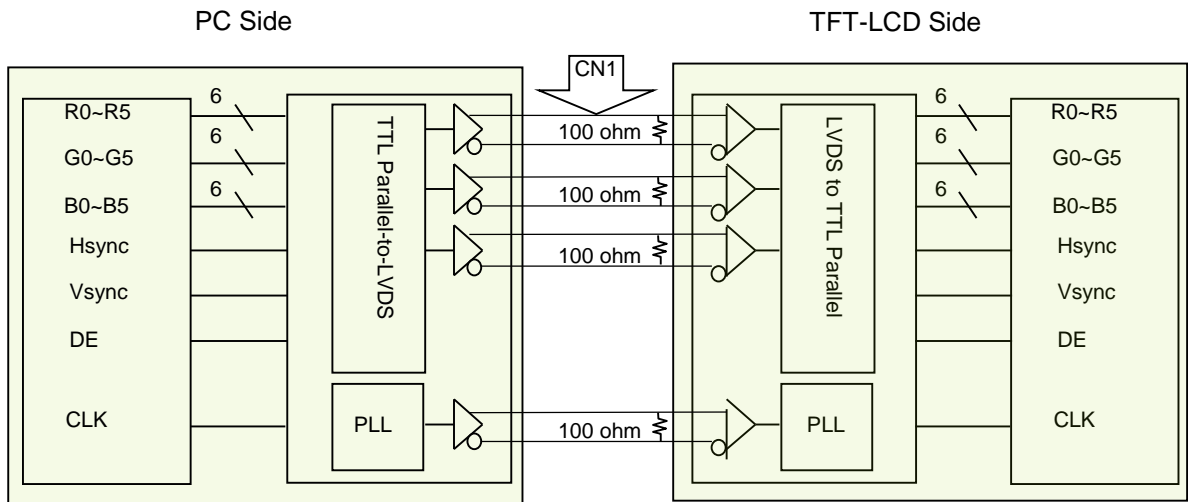 PC Side
TFT-LCD Side
CN1
R0~R5
6
G0~G5
6
B0~B5
6
Hsync
Vsync
DE
CLK
TTL Parallel-to-LVDS
PLL
100 ohm
100 ohm
100 ohm
100 ohm
LVDS to TTL Parallel
PLL
6
R0~R5
6
G0~G5
6
B0~B5
Hsync
Vsync
DE
CLK